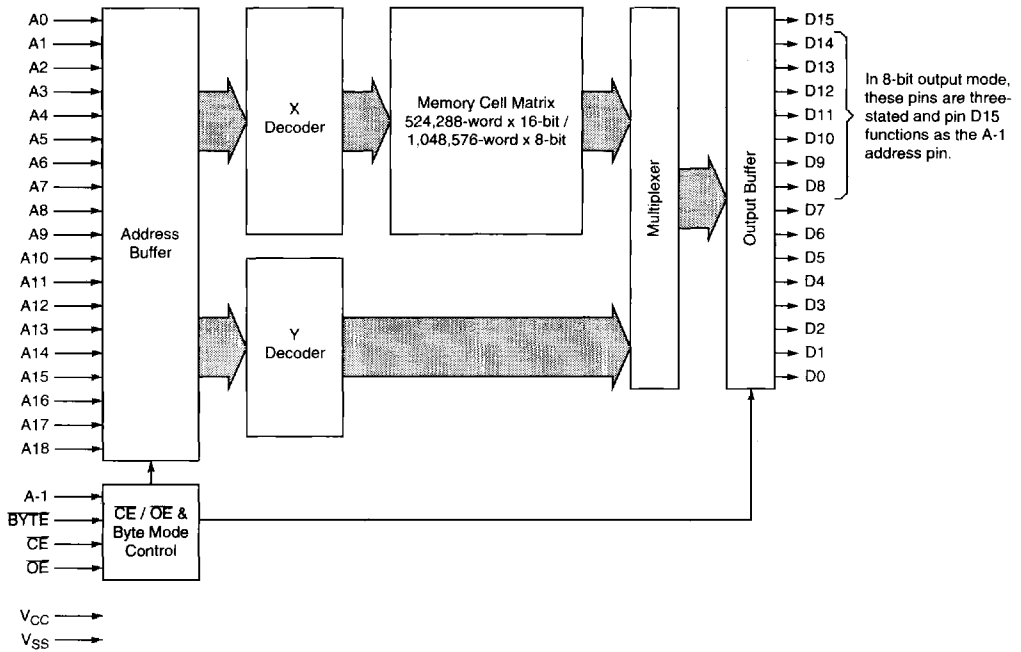 A0
A1
A2
A3
A4
A5
A6
A7
A8
A9
A10
A11
A12
A13
A14
A15
A16
A17
A18
A-1
BYTE
CE
OE
VCC
VSS
Address
Buffer
CE / OE &
Byte Mode
Control
X
Decoder
Y
Decoder
Memory Cell Matrix
524,288-word x 16-bit /
1,048,576-word x 8-bit
Multiplexer
Output Buffer
D15
D14
D13
D12
D11
D10
D9
D8
D7
D6
D5
D4
D3
D2
D1
D0
In 8-bit output mode,
these pins are three-
stated and pin D15
functions as the A-1
address pin.